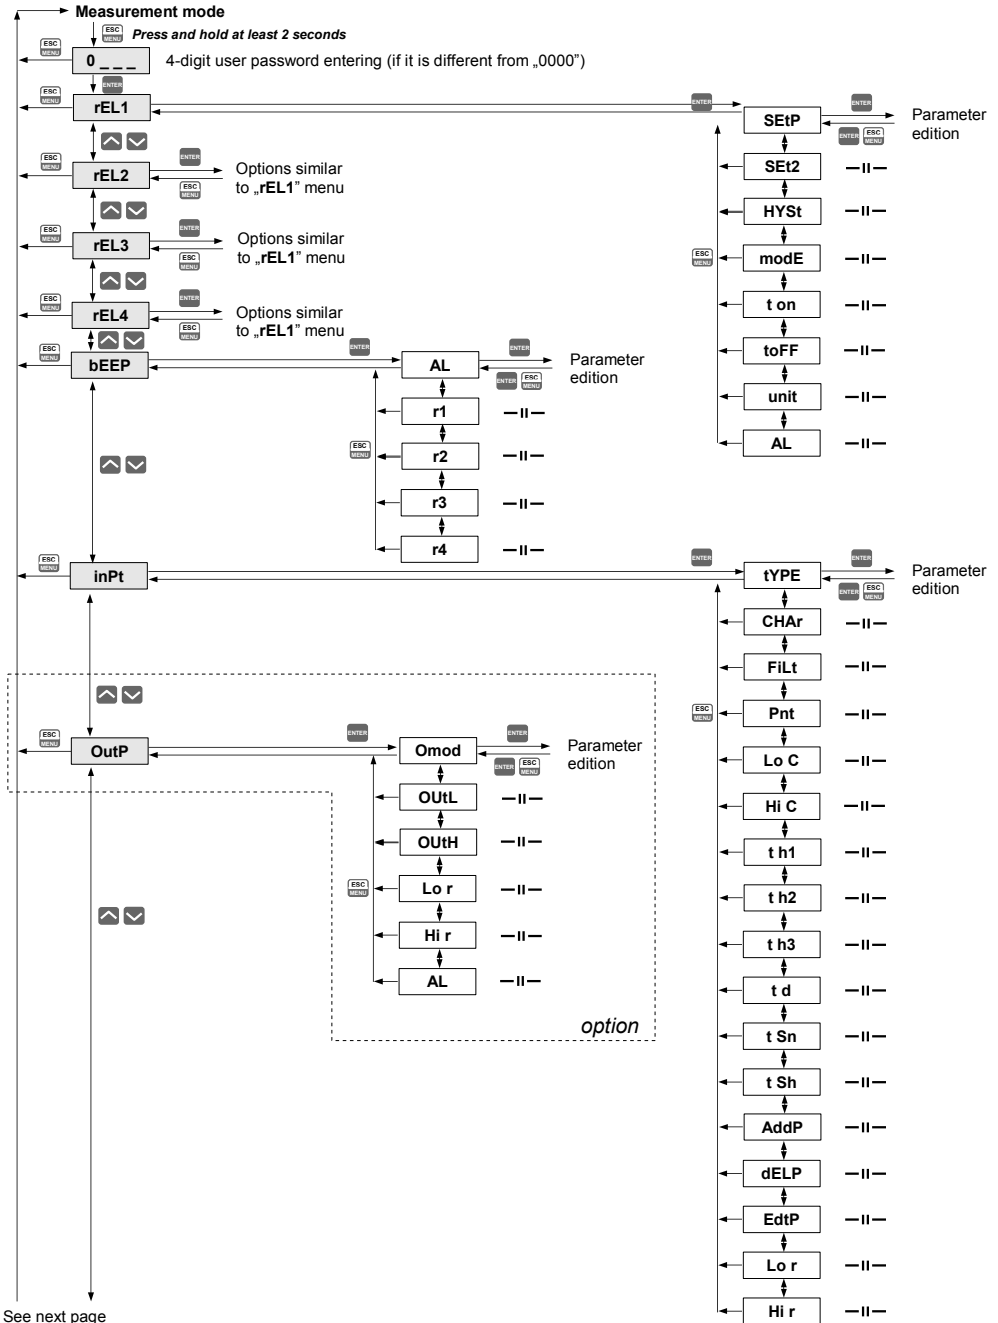 Measurement mode
ESC
MENU
Press and hold at least 2 seconds
ESC
MENU
0 _ _ _
4-digit user password entering (if it is different from „0000”)
ENTER
ESC
MENU
rEL1
ENTER
SEtP
ENTER
ENTER
ESC
MENU
Parameter
edition
ESC
MENU
rEL2
ENTER
ESC
MENU
Options similar
to „rEL1” menu
SEt2
—II—
HYSt
—II—
ESC
MENU
rEL3
ENTER
ESC
MENU
Options similar
to „rEL1” menu
ESC
MENU
modE
—II—
t on
—II—
ESC
MENU
rEL4
ENTER
ESC
MENU
Options similar
to „rEL1” menu
toFF
—II—
unit
—II—
AL
—II—
ESC
MENU
bEEP
ENTER
AL
ENTER
ENTER
ESC
MENU
Parameter
edition
r1
—II—
ESC
MENU
r2
—II—
r3
—II—
r4
—II—
ESC
MENU
inPt
ENTER
tYPE
ENTER
ENTER
ESC
MENU
Parameter
edition
CHAr
—II—
FiLt
—II—
ESC
MENU
Pnt
—II—
Lo C
—II—
Hi C
—II—
t h1
—II—
t h2
—II—
t h3
—II—
t d
—II—
t Sn
—II—
t Sh
—II—
AddP
—II—
dELP
—II—
EdtP
—II—
Lo r
—II—
Hi r
—II—
ESC
MENU
OutP
ENTER
Omod
ENTER
ENTER
ESC
MENU
Parameter
edition
OUtL
—II—
OUtH
—II—
ESC
MENU
Lo r
—II—
Hi r
—II—
AL
—II—
option
See next page